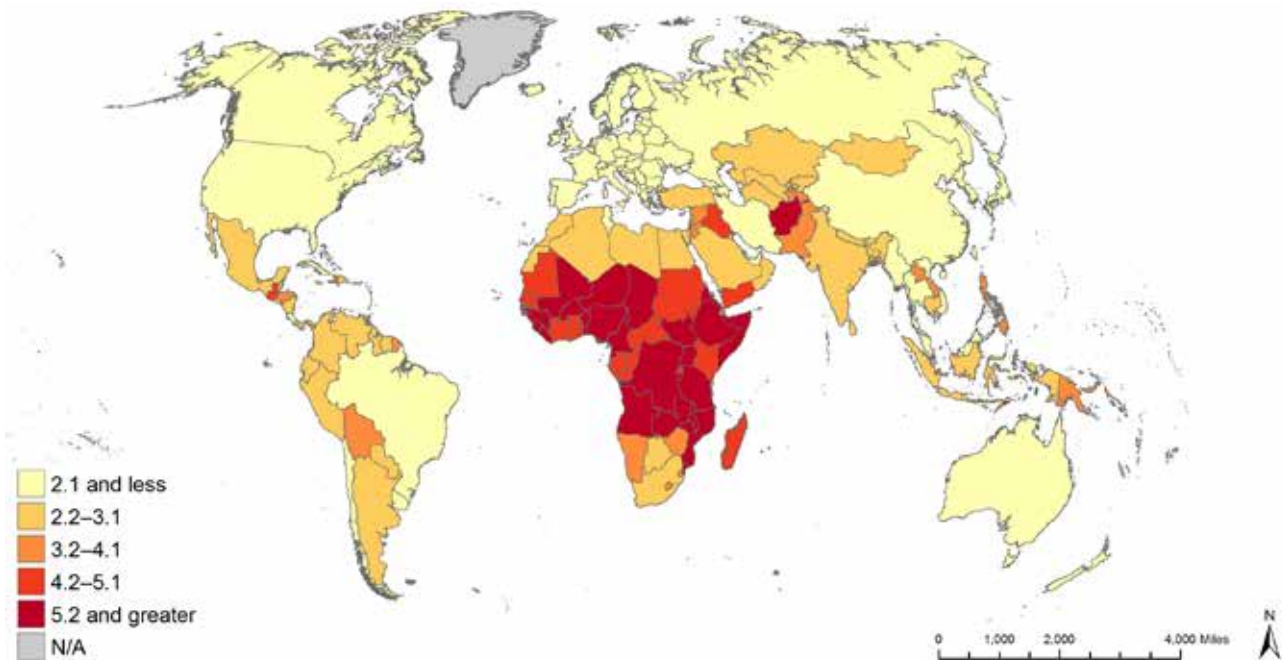 2.1 and less
2.2–3.1
3.2–4.1
4.2–5.1
5.2 and greater
N/A
N
0 1,000 2,000 4,000 Miles